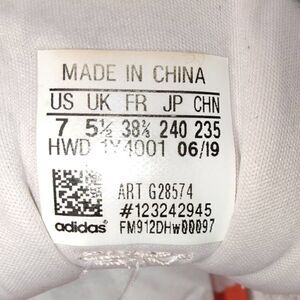 MADE IN CHINA
US UK FR JP CHN
7 5½ 38⅔ 240 235
HWD 1Y4001 06/19
ART G28574
#123242945
adidas® FM912DHw00097